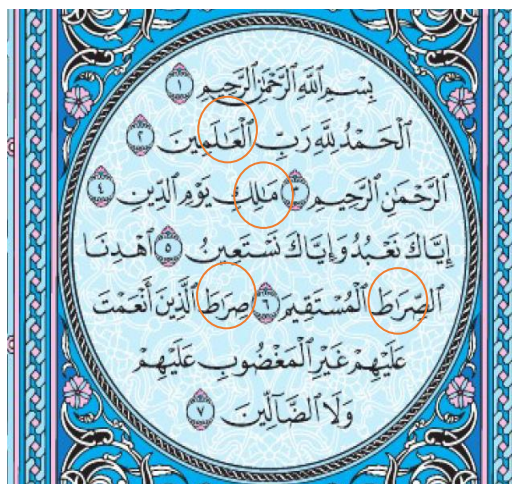 بِسْمِ ٱللَّهِ ٱلرَّحْمَٰنِ ٱلرَّحِيمِ ١
ٱلْحَمْدُ لِلَّهِ رَبِّ ٱلْعَٰلَمِينَ ٢
ٱلرَّحْمَٰنِ ٱلرَّحِيمِ ٣ مَٰلِكِ يَوْمِ ٱلدِّينِ ٤
إِيَّاكَ نَعْبُدُ وَإِيَّاكَ نَسْتَعِينُ ٥ ٱهْدِنَا
ٱلصِّرَٰطَ ٱلْمُسْتَقِيمَ ٦ صِرَٰطَ ٱلَّذِينَ أَنْعَمْتَ
عَلَيْهِمْ غَيْرِ ٱلْمَغْضُوبِ عَلَيْهِمْ
وَلَا ٱلضَّآلِّينَ ٧